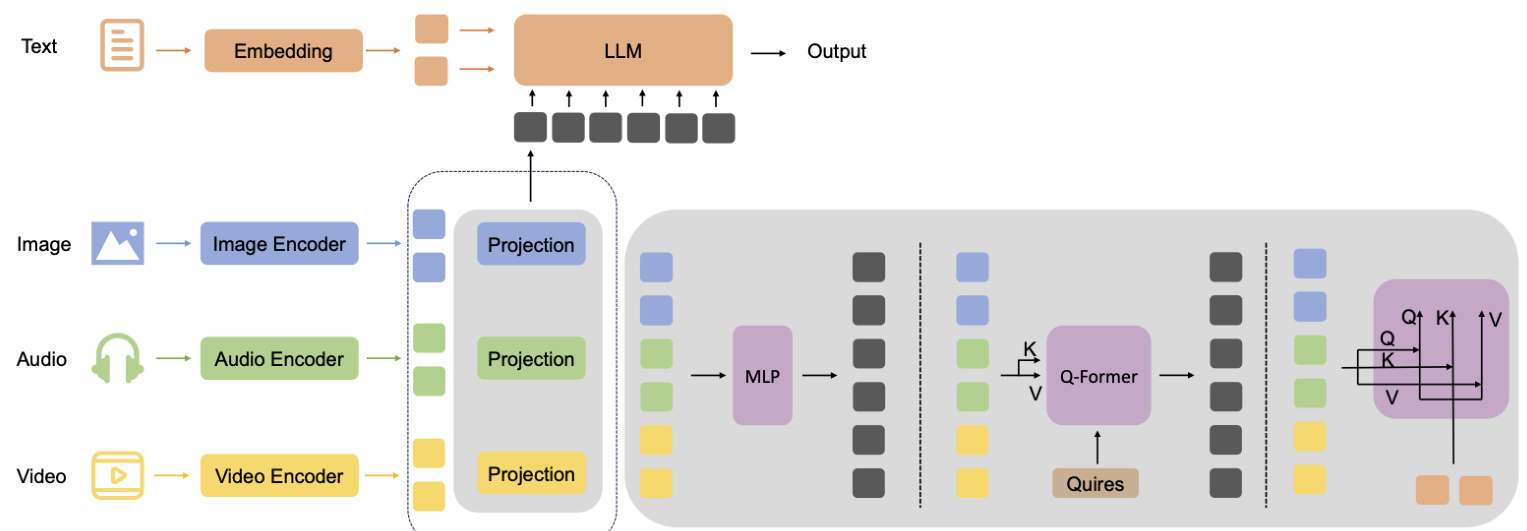 Text
Embedding
LLM
Output
Image
Image Encoder
Projection
Audio
Audio Encoder
Projection
Video
Video Encoder
Projection
MLP
K
V
Q-Former
Quires
Q
K
V
Q
K
V